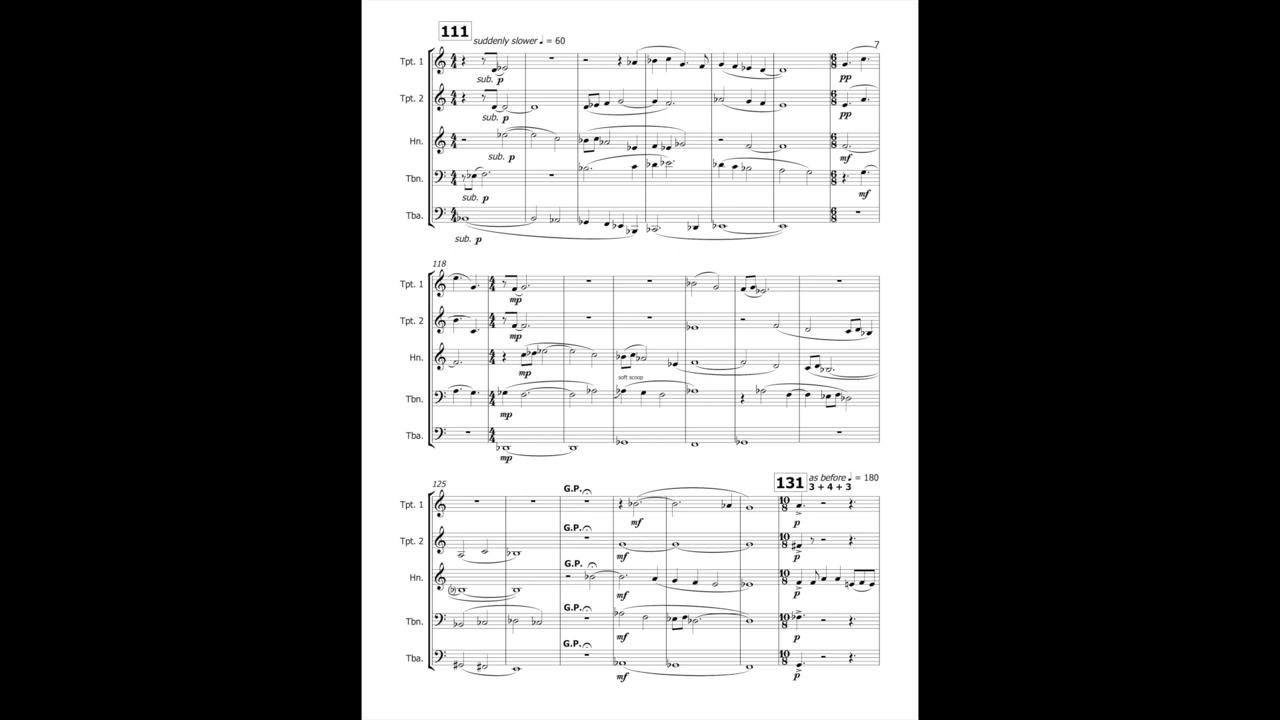 111
suddenly slower ♩ = 60
7
Tpt. 1
sub. p
pp
Tpt. 2
sub. p
pp
Hn.
sub. p
mf
Tbn.
sub. p
mf
Tba.
sub. p
118
Tpt. 1
mp
Tpt. 2
mp
Hn.
mp
soft scoop
Tbn.
mp
Tba.
mp
125
G.P.
131
as before ♩ = 180
3 + 4 + 3
Tpt. 1
mf
p
G.P.
Tpt. 2
mf
p
G.P.
Hn.
mf
p
G.P.
Tbn.
mf
p
G.P.
Tba.
mf
p